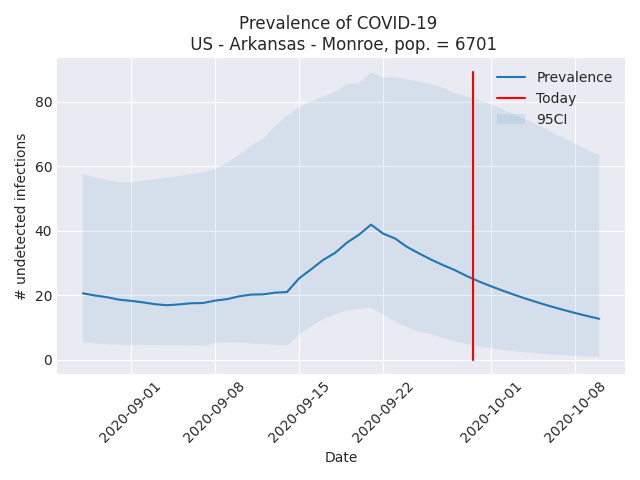 Prevalence of COVID-19
US - Arkansas - Monroe, pop. = 6701
Prevalence
Today
95CI
# undetected infections
80
60
40
20
0
2020-09-01
2020-09-08
2020-09-15
2020-09-22
2020-10-01
2020-10-08
Date